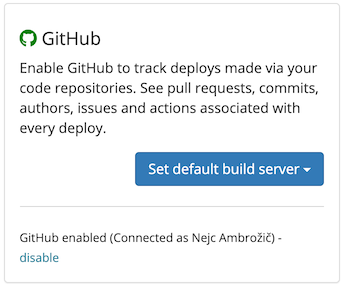 GitHub
Enable GitHub to track deploys made via your
code repositories. See pull requests, commits,
authors, issues and actions associated with
every deploy.
Set default build server
GitHub enabled (Connected as Nejc Ambrožič) -
disable